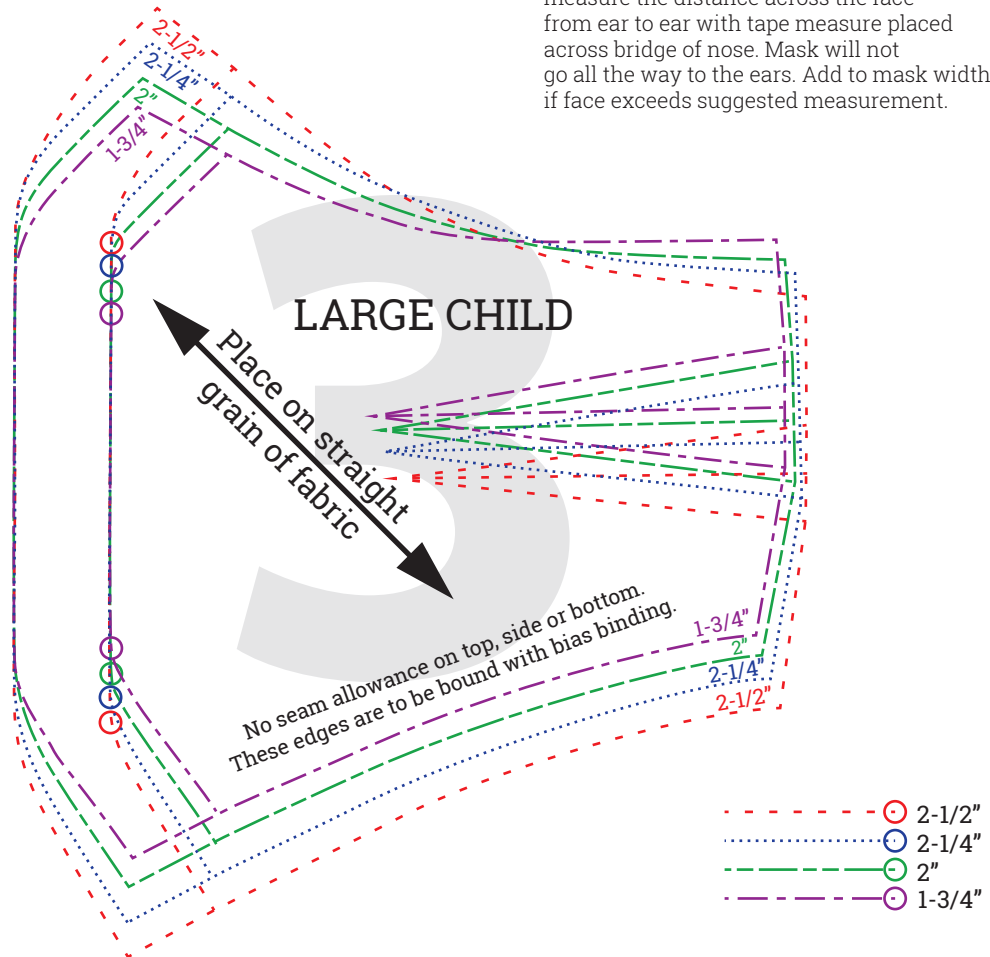 measure the distance across the face
from ear to ear with tape measure placed
across bridge of nose. Mask will not
go all the way to the ears. Add to mask width
if face exceeds suggested measurement.
2-1/2”
2-1/4”
2”
1-3/4”
3
LARGE CHILD
Place on straight
grain of fabric
No seam allowance on top, side or bottom.
These edges are to be bound with bias binding.
1-3/4”
2”
2-1/4”
2-1/2”
2-1/2”
2-1/4”
2”
1-3/4”